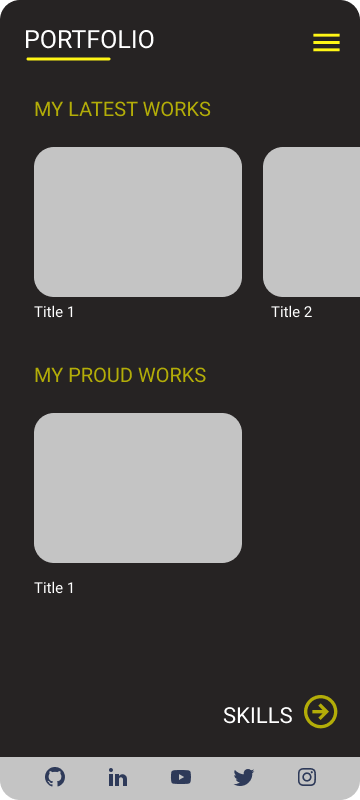 PORTFOLIO
MY LATEST WORKS
Title 1
Title 2
MY PROUD WORKS
Title 1
SKILLS